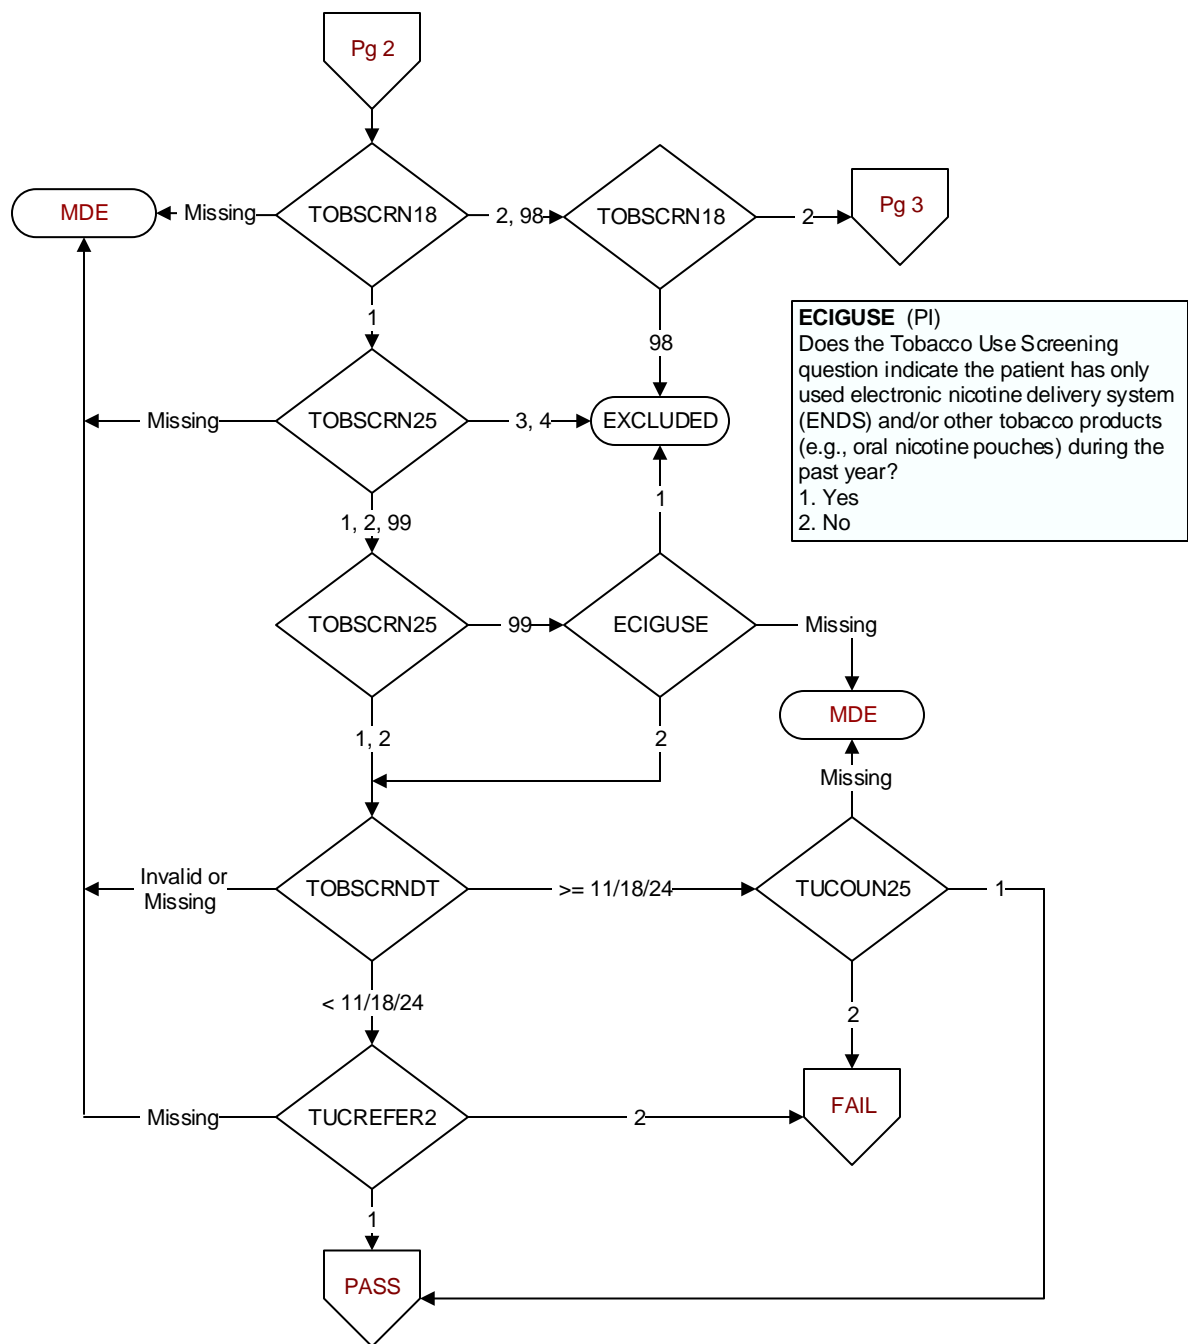 Pg 2
MDE
Missing
TOBSCRN18
2, 98
TOBSCRN18
2
Pg 3
1
98
ECIGUSE (PI)
Does the Tobacco Use Screening
question indicate the patient has only
used electronic nicotine delivery system
(ENDS) and/or other tobacco products
(e.g., oral nicotine pouches) during the
past year?
1. Yes
2. No
Missing
TOBSCRN25
3, 4
EXCLUDED
1, 2, 99
1
TOBSCRN25
99
ECIGUSE
Missing
MDE
1, 2
2
Missing
Invalid or
Missing
TOBSCRNDT
>= 11/18/24
TUCOUN25
1
< 11/18/24
2
Missing
TUCREFER2
2
FAIL
1
PASS